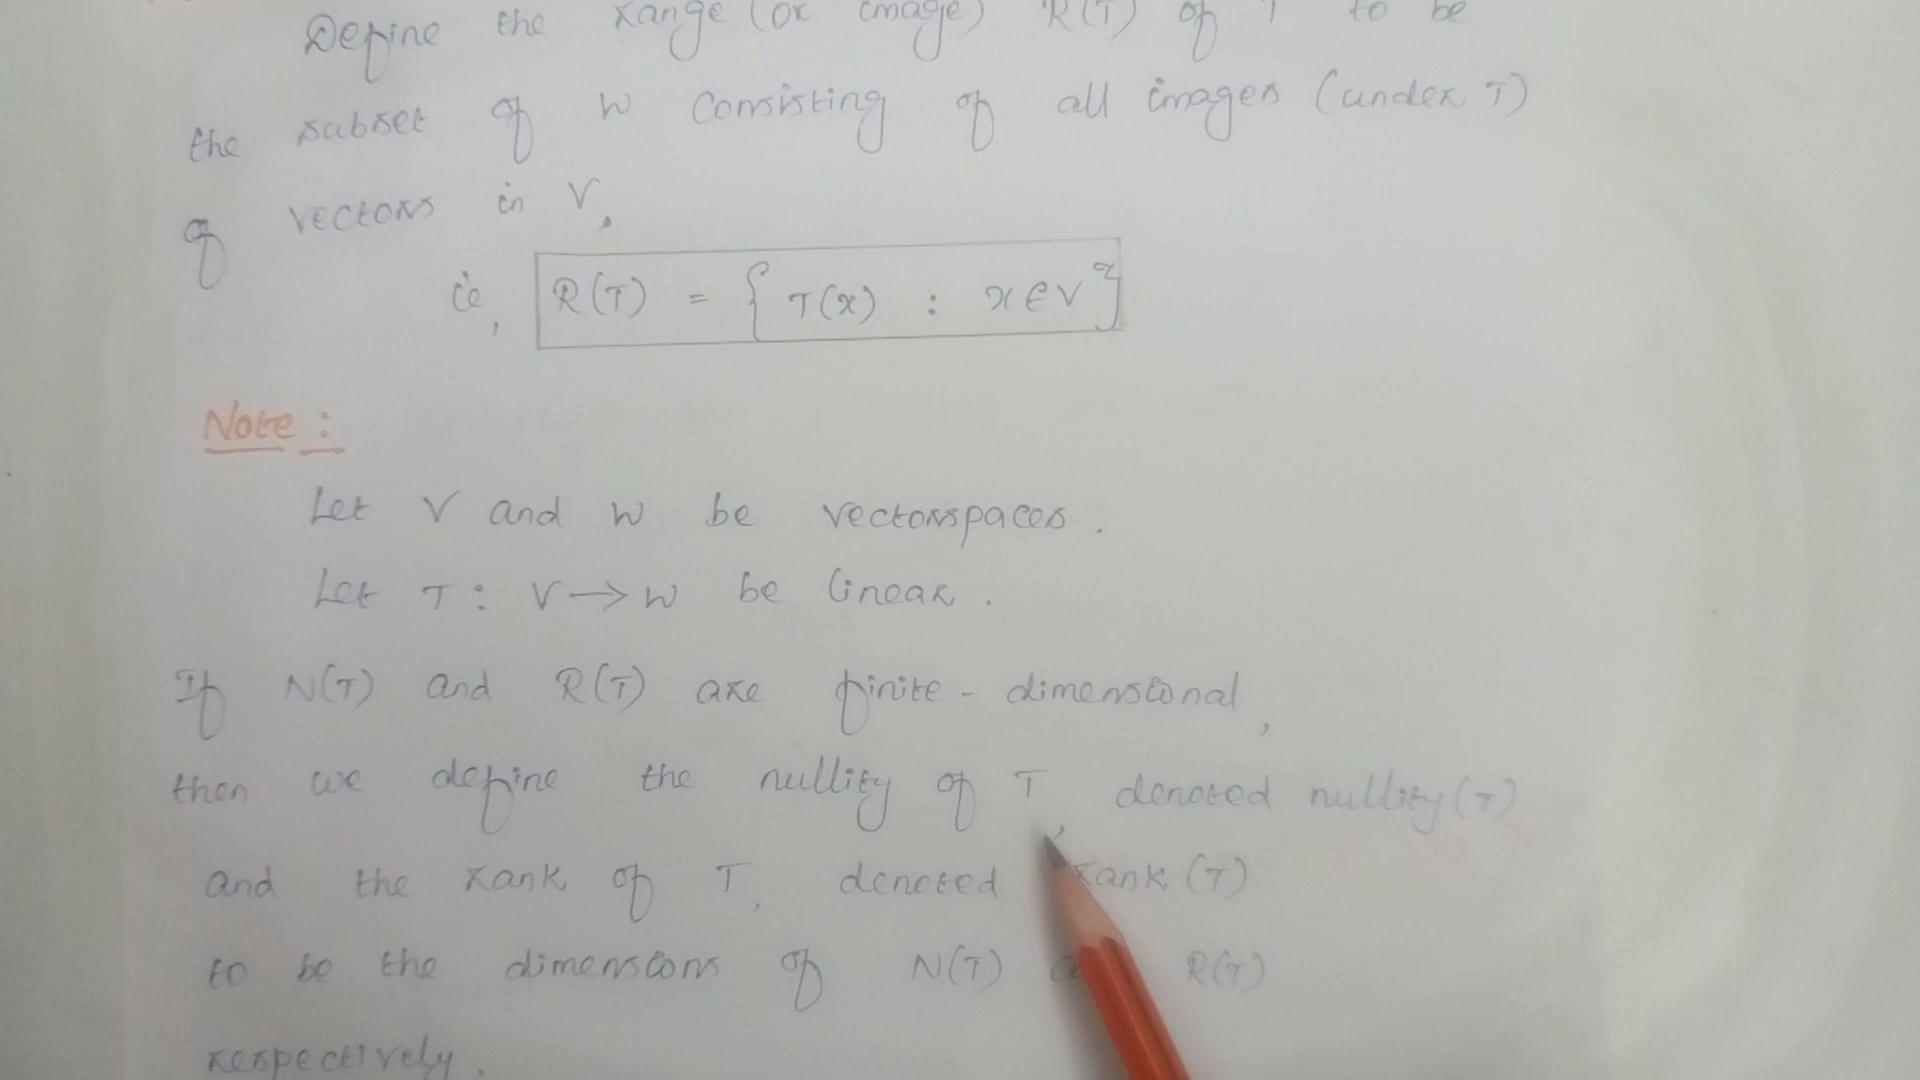 Define the range (or image) R(T) of T to be
the subset of W consisting of all images (under T)
of vectors in V,
ie, R(T) = { T(x) : x ∈ V }
Note :
Let V and W be vectorspaces.
Let T : V → W be linear.
If N(T) and R(T) are finite - dimensional,
then we define the nullity of T, denoted nullity(T)
and the rank of T, denoted rank (T)
to be the dimensions of N(T) R(T)
respectively.